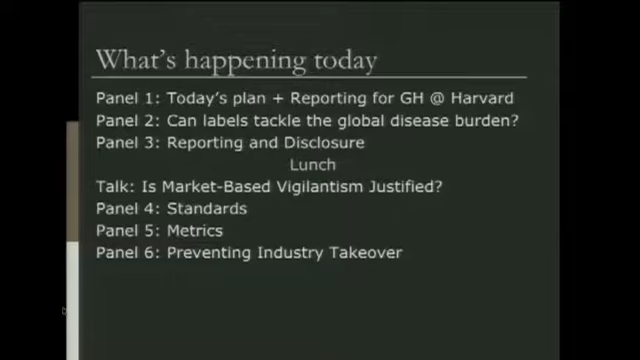 What's happening today
Panel 1: Today's plan + Reporting for GH @ Harvard
Panel 2: Can labels tackle the global disease burden?
Panel 3: Reporting and Disclosure
Lunch
Talk: Is Market-Based Vigilantism Justified?
Panel 4: Standards
Panel 5: Metrics
Panel 6: Preventing Industry Takeover